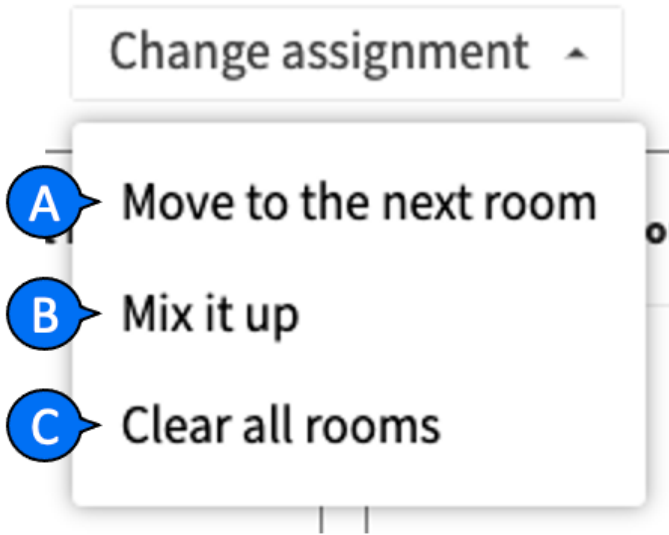 Change assignment
A Move to the next room
B Mix it up
C Clear all rooms